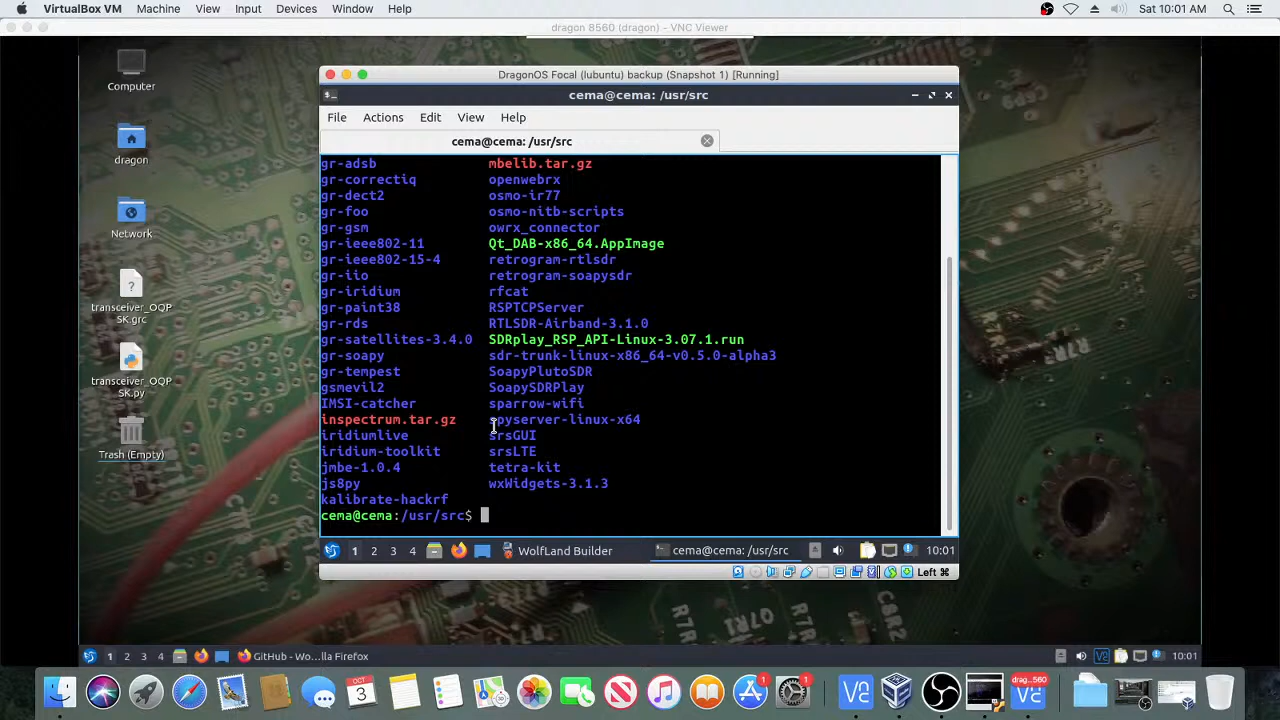 VirtualBox VM Machine View Input Devices Window Help Sat 10:01 AM
dragon 8560 (dragon) - VNC Viewer
Computer
dragon
Network
transceiver_OQP
SK.grc
transceiver_OQP
SK.py
Trash (Empty)
DragonOS Focal (lubuntu) backup (Snapshot 1) [Running]
cema@cema: /usr/src
File Actions Edit View Help
cema@cema: /usr/src
gr-adsb mbelib.tar.gz
gr-correctiq openwebrx
gr-dect2 osmo-ir77
gr-foo osmo-nitb-scripts
gr-gsm owrx_connector
gr-ieee802-11 Qt_DAB-x86_64.AppImage
gr-ieee802-15-4 retrogram-rtlsdr
gr-iio retrogram-soapysdr
gr-iridium rfcat
gr-paint38 RSPTCPServer
gr-rds RTLSDR-Airband-3.1.0
gr-satellites-3.4.0 SDRplay_RSP_API-Linux-3.07.1.run
gr-soapy sdr-trunk-linux-x86_64-v0.5.0-alpha3
gr-tempest SoapyPlutoSDR
gsmevil2 SoapySDRPlay
IMSI-catcher sparrow-wifi
inspectrum.tar.gz spyserver-linux-x64
iridiumlive srsGUI
iridium-toolkit srsLTE
jmbe-1.0.4 tetra-kit
js8py wxWidgets-3.1.3
kalibrate-hackrf
cema@cema:/usr/src$
1 2 3 4 WolfLand Builder cema@cema: /usr/src 10:01
Left ⌘
1 2 3 4 GitHub - Wo...lla Firefox 10:01
OCT
3
1
1
drag...560